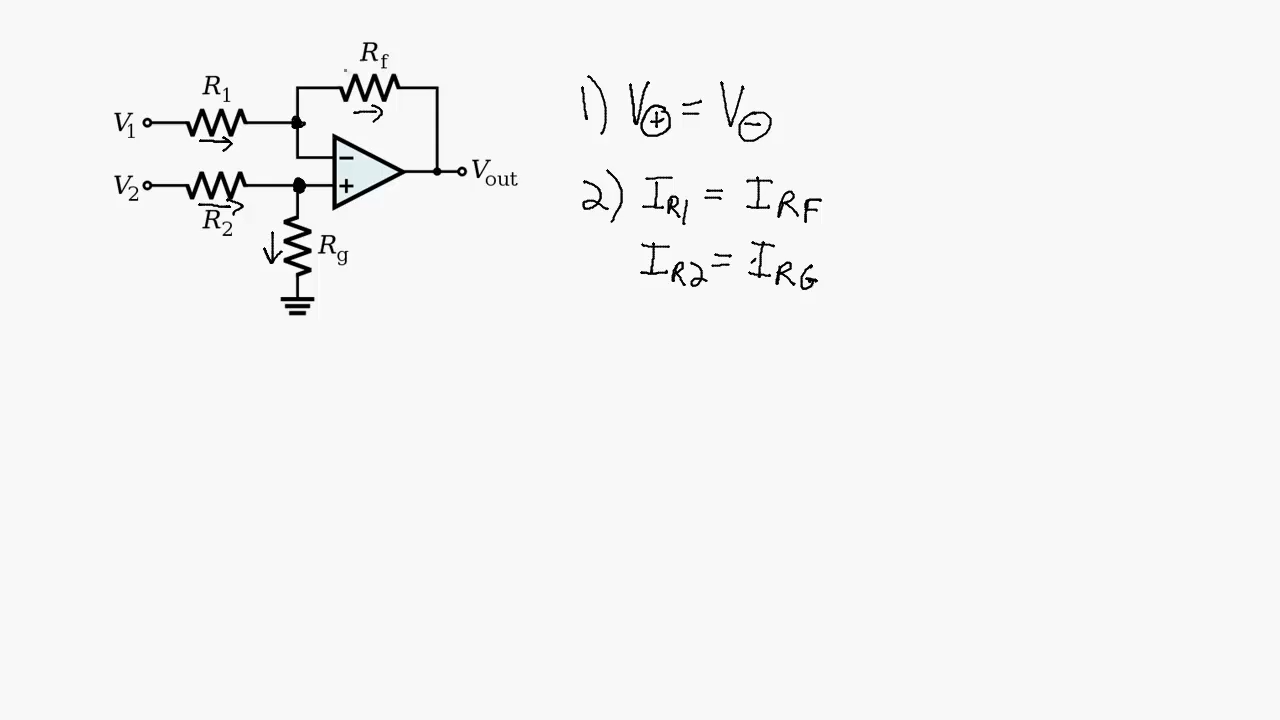 R1
Rf
V1
V2
R2
Rg
−
+
Vout
1) V⊕ = V⊖
2) IR1 = IRF
IR2 = IRG